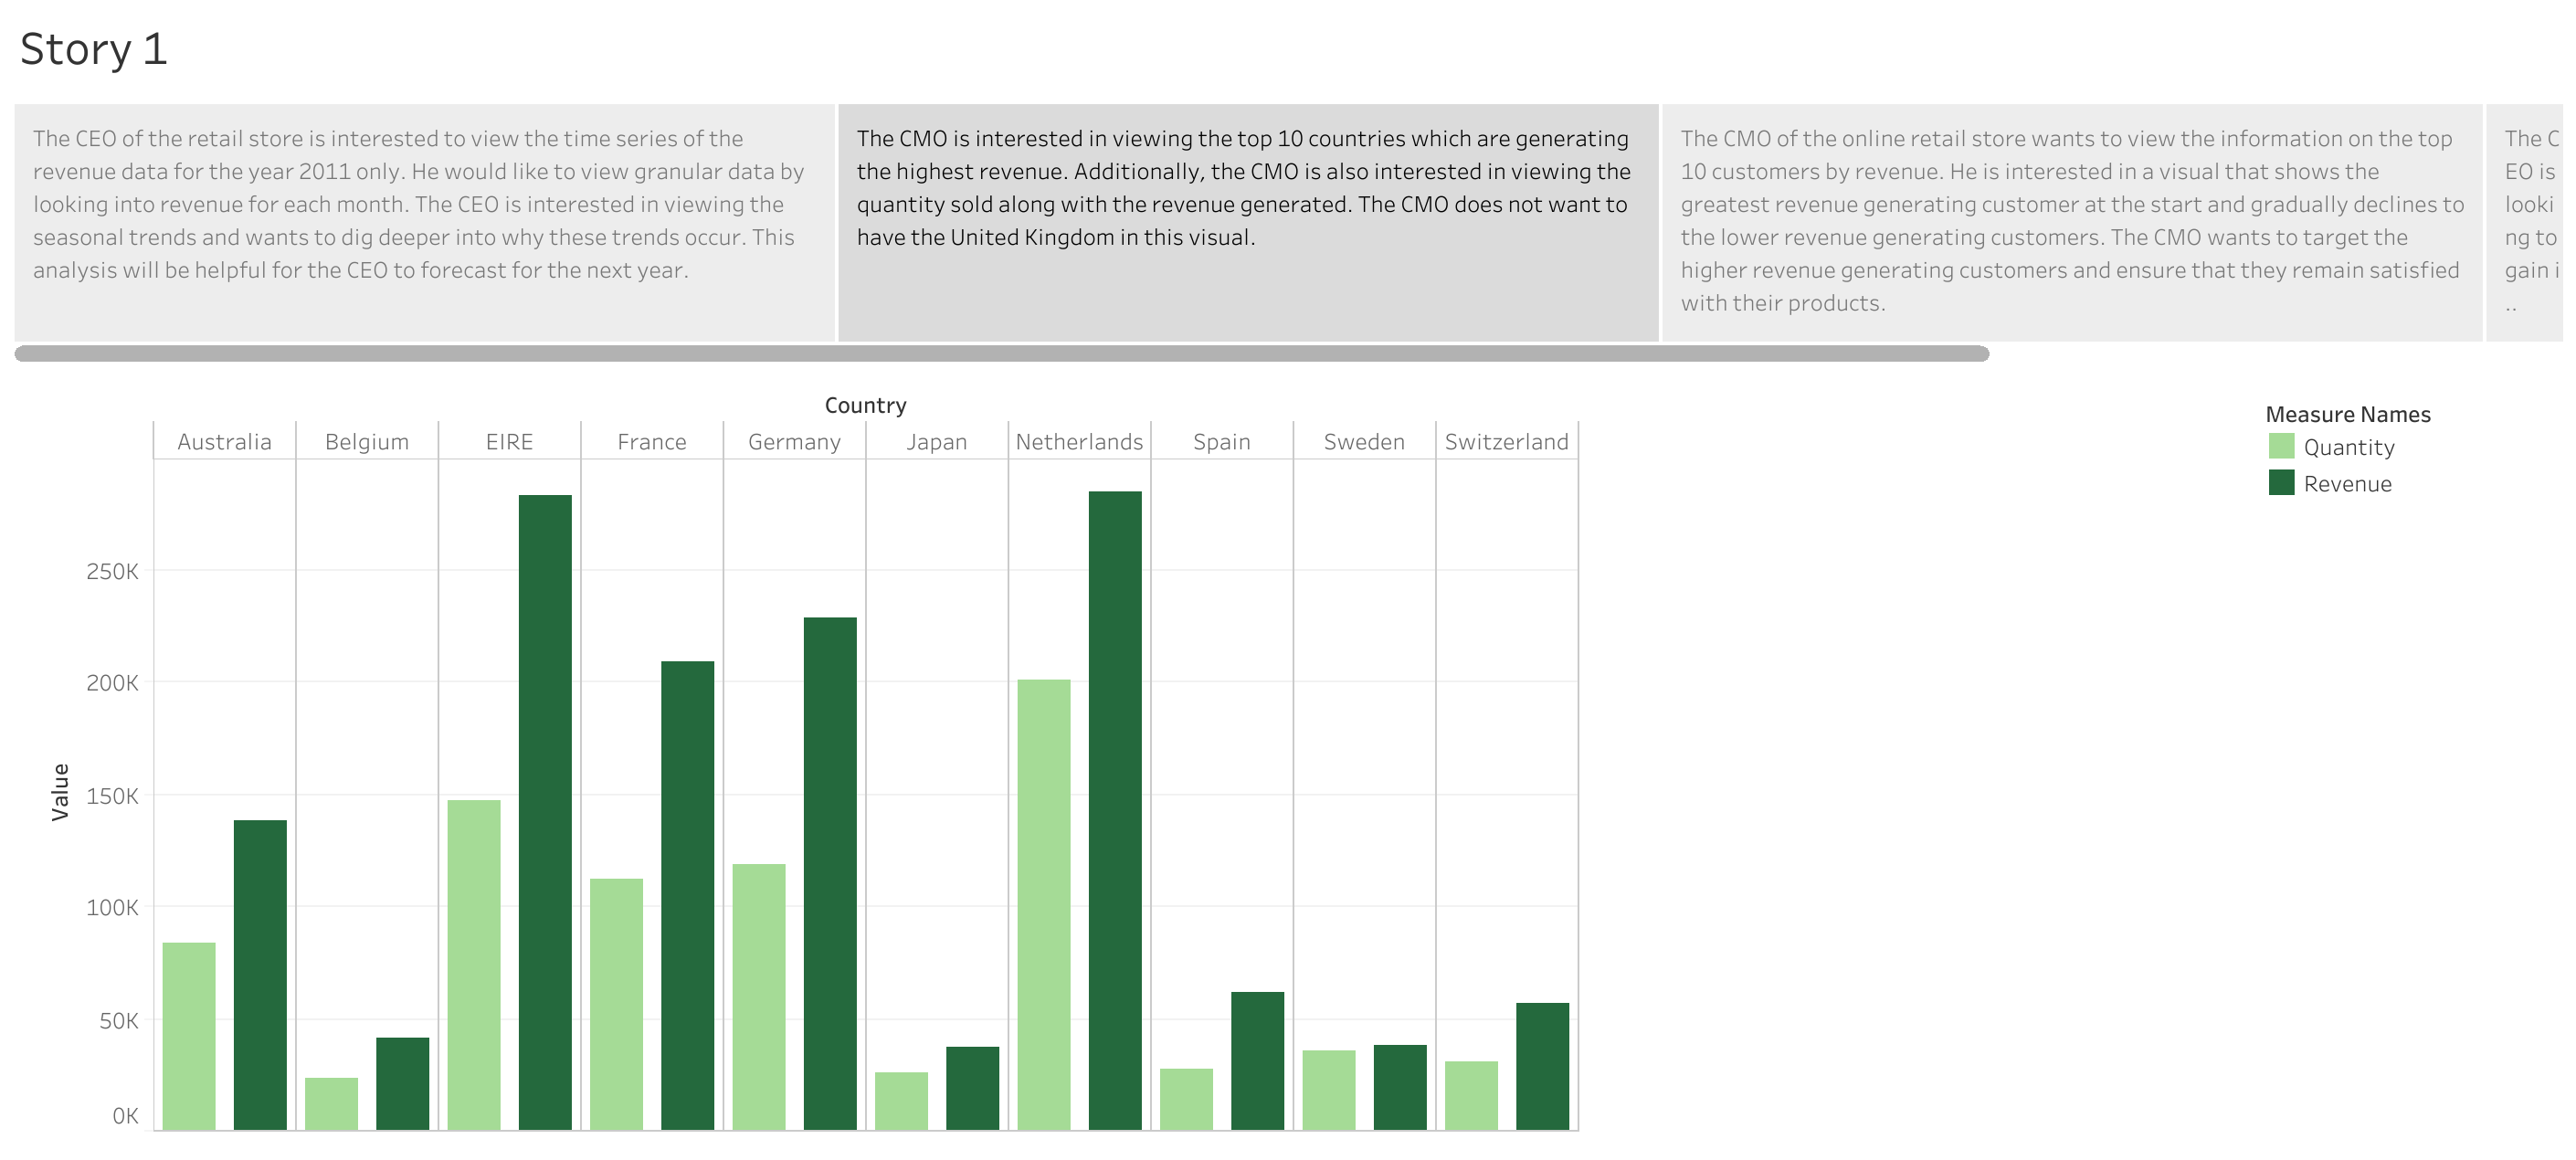 Story 1
The CEO of the retail store is interested to view the time series of the
revenue data for the year 2011 only. He would like to view granular data by
looking into revenue for each month. The CEO is interested in viewing the
seasonal trends and wants to dig deeper into why these trends occur. This
analysis will be helpful for the CEO to forecast for the next year.
The CMO is interested in viewing the top 10 countries which are generating
the highest revenue. Additionally, the CMO is also interested in viewing the
quantity sold along with the revenue generated. The CMO does not want to
have the United Kingdom in this visual.
The CMO of the online retail store wants to view the information on the top
10 customers by revenue. He is interested in a visual that shows the
greatest revenue generating customer at the start and gradually declines to
the lower revenue generating customers. The CMO wants to target the
higher revenue generating customers and ensure that they remain satisfied
with their products.
The C
EO is
looki
ng to
gain i
..
Country
Australia Belgium EIRE France Germany Japan Netherlands Spain Sweden Switzerland
250K
200K
150K
100K
50K
0K
Value
Measure Names
Quantity
Revenue